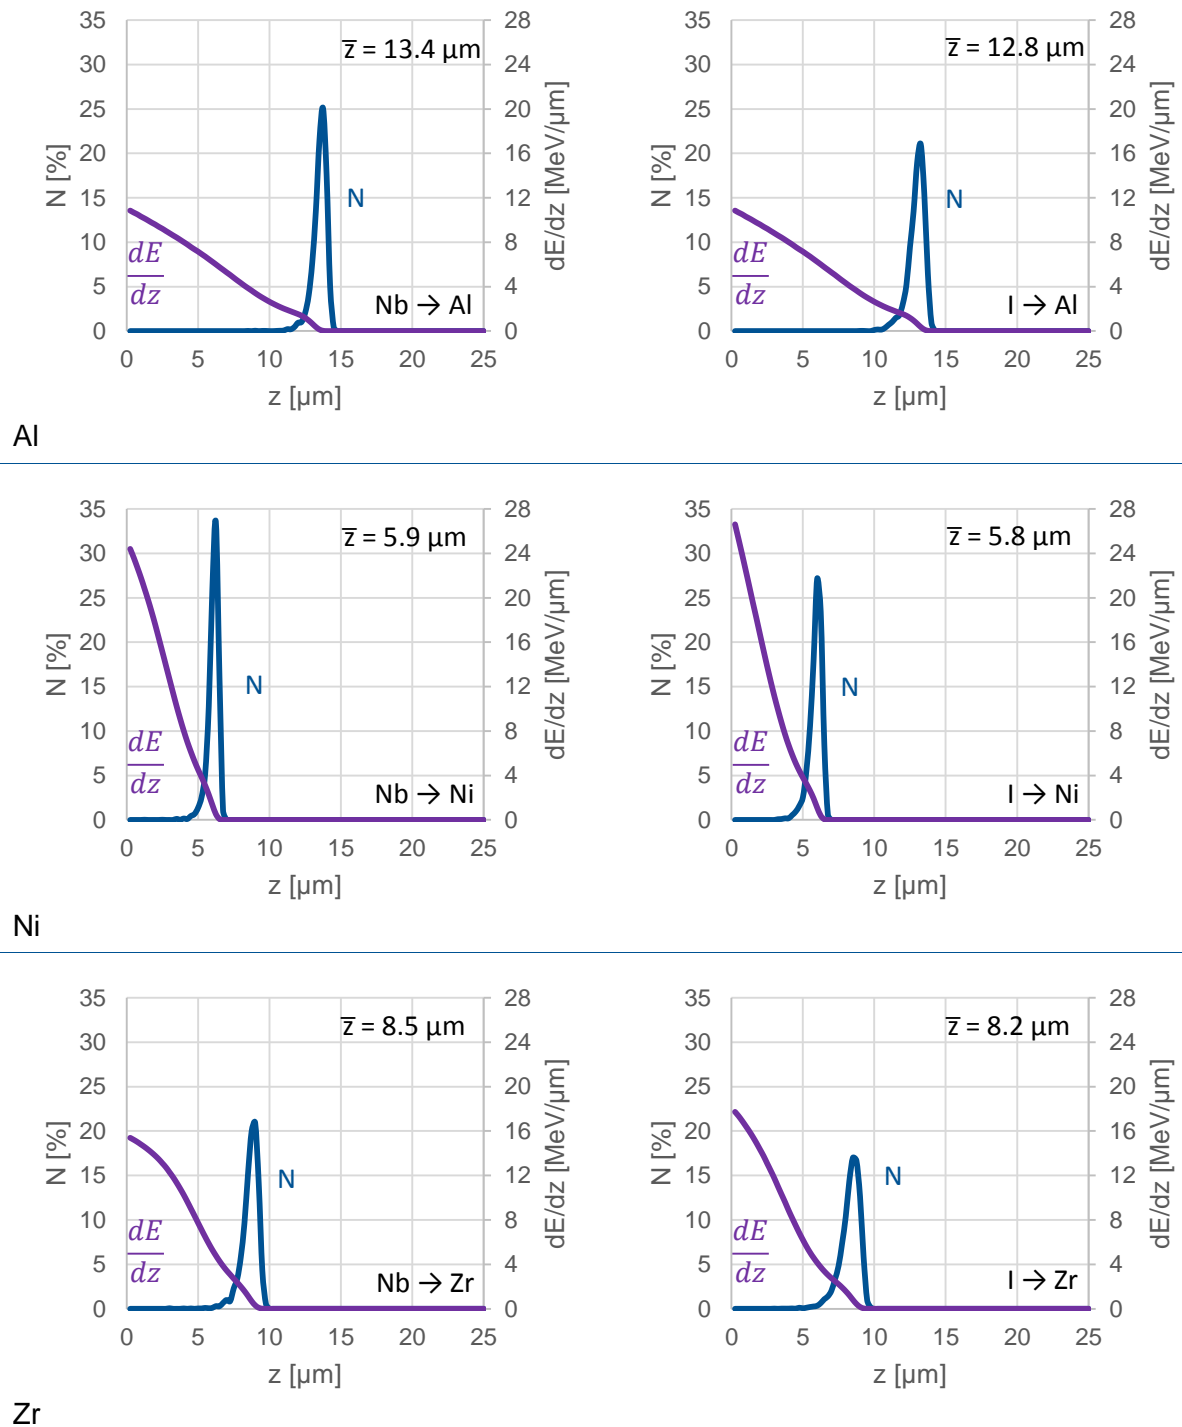 35
30
25
20
15
10
5
0
N [%]
28
24
20
16
12
8
4
0
dE/dz [MeV/µm]
z̅ = 13.4 µm
N
dE
dz
Nb → Al
0 5 10 15 20 25
z [µm]
35
30
25
20
15
10
5
0
N [%]
28
24
20
16
12
8
4
0
dE/dz [MeV/µm]
z̅ = 12.8 µm
N
dE
dz
I → Al
0 5 10 15 20 25
z [µm]
Al
35
30
25
20
15
10
5
0
N [%]
28
24
20
16
12
8
4
0
dE/dz [MeV/µm]
z̅ = 5.9 µm
N
dE
dz
Nb → Ni
0 5 10 15 20 25
z [µm]
35
30
25
20
15
10
5
0
N [%]
28
24
20
16
12
8
4
0
dE/dz [MeV/µm]
z̅ = 5.8 µm
N
dE
dz
I → Ni
0 5 10 15 20 25
z [µm]
Ni
35
30
25
20
15
10
5
0
N [%]
28
24
20
16
12
8
4
0
dE/dz [MeV/µm]
z̅ = 8.5 µm
N
dE
dz
Nb → Zr
0 5 10 15 20 25
z [µm]
35
30
25
20
15
10
5
0
N [%]
28
24
20
16
12
8
4
0
dE/dz [MeV/µm]
z̅ = 8.2 µm
N
dE
dz
I → Zr
0 5 10 15 20 25
z [µm]
Zr